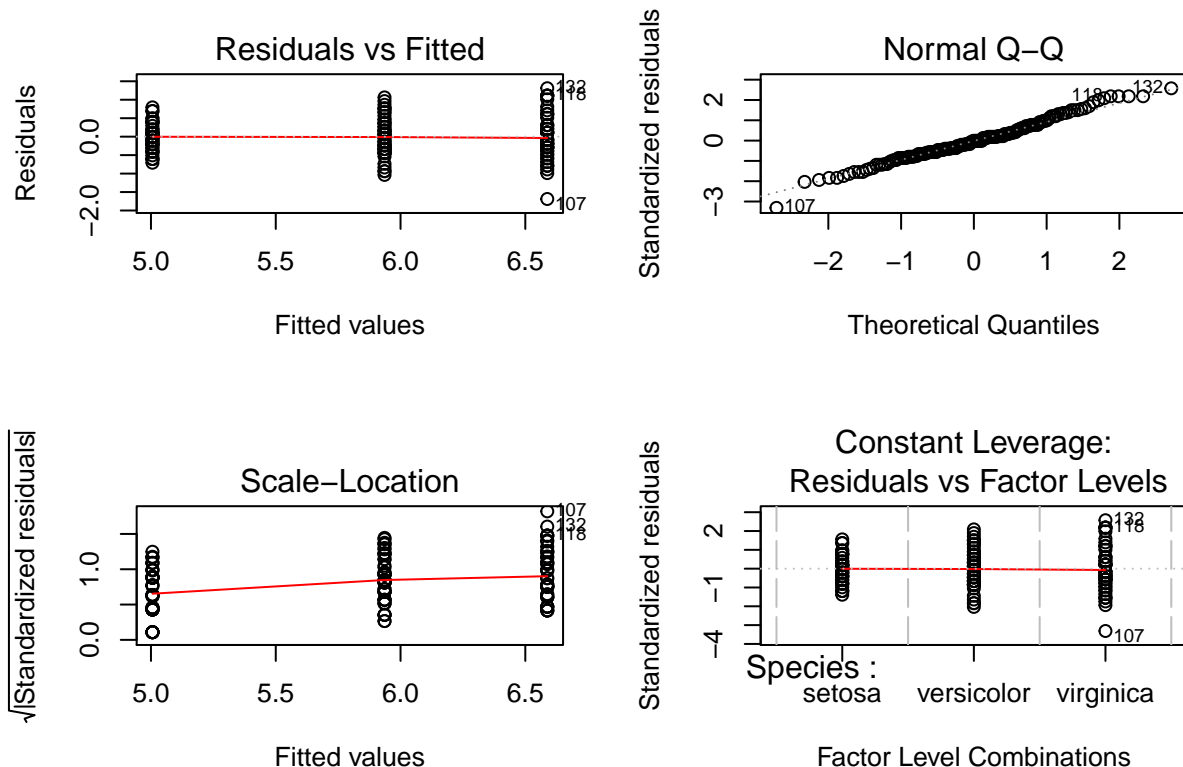 Residuals vs Fitted
Residuals
0.0
−2.0
5.0 5.5 6.0 6.5
Fitted values
132
118
107
Normal Q−Q
Standardized residuals
2
0
−3
−2 −1 0 1 2
Theoretical Quantiles
118
132
107
Scale−Location
√|Standardized residuals|
1.0
0.0
5.0 5.5 6.0 6.5
Fitted values
107
132
118
Constant Leverage:
Residuals vs Factor Levels
Standardized residuals
2
−1
−4
132
118
107
Species :
setosa versicolor virginica
Factor Level Combinations